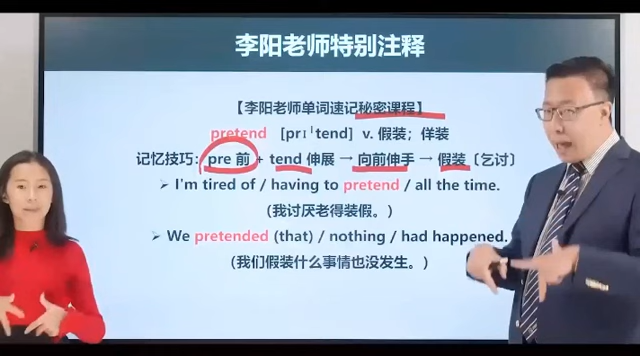 李阳老师特别注释
【李阳老师单词速记秘密课程】
pretend [prɪˈtend] v. 假装；佯装
记忆技巧：pre 前 + tend 伸展 → 向前伸手 → 假装〔乞讨〕
➢ I'm tired of / having to pretend / all the time.
（我讨厌老得装假。）
➢ We pretended (that) / nothing / had happened.
（我们假装什么事情也没发生。）